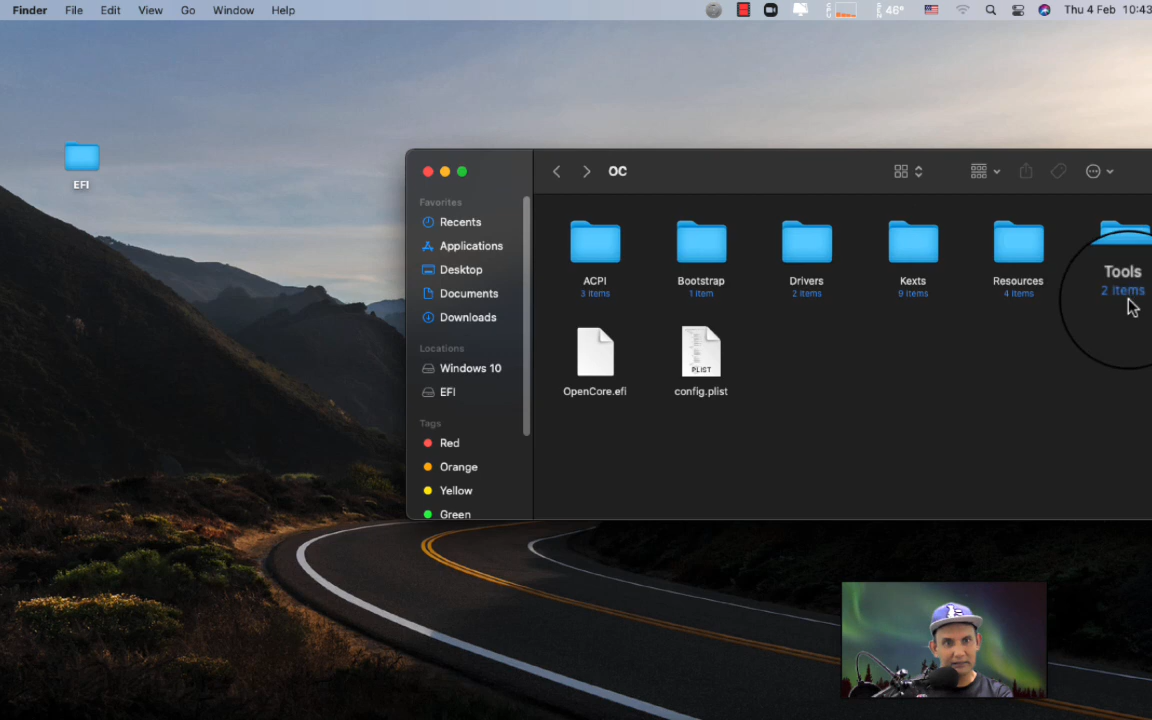 Finder File Edit View Go Window Help 46° Thu 4 Feb 10:43
EFI
OC
Favorites
Recents
Applications
Desktop
Documents
Downloads
Locations
Windows 10
EFI
Tags
Red
Orange
Yellow
Green
ACPI
3 items
Bootstrap
1 item
Drivers
2 items
Kexts
9 items
Resources
4 items
Tools
2 items
OpenCore.efi
PLIST
config.plist